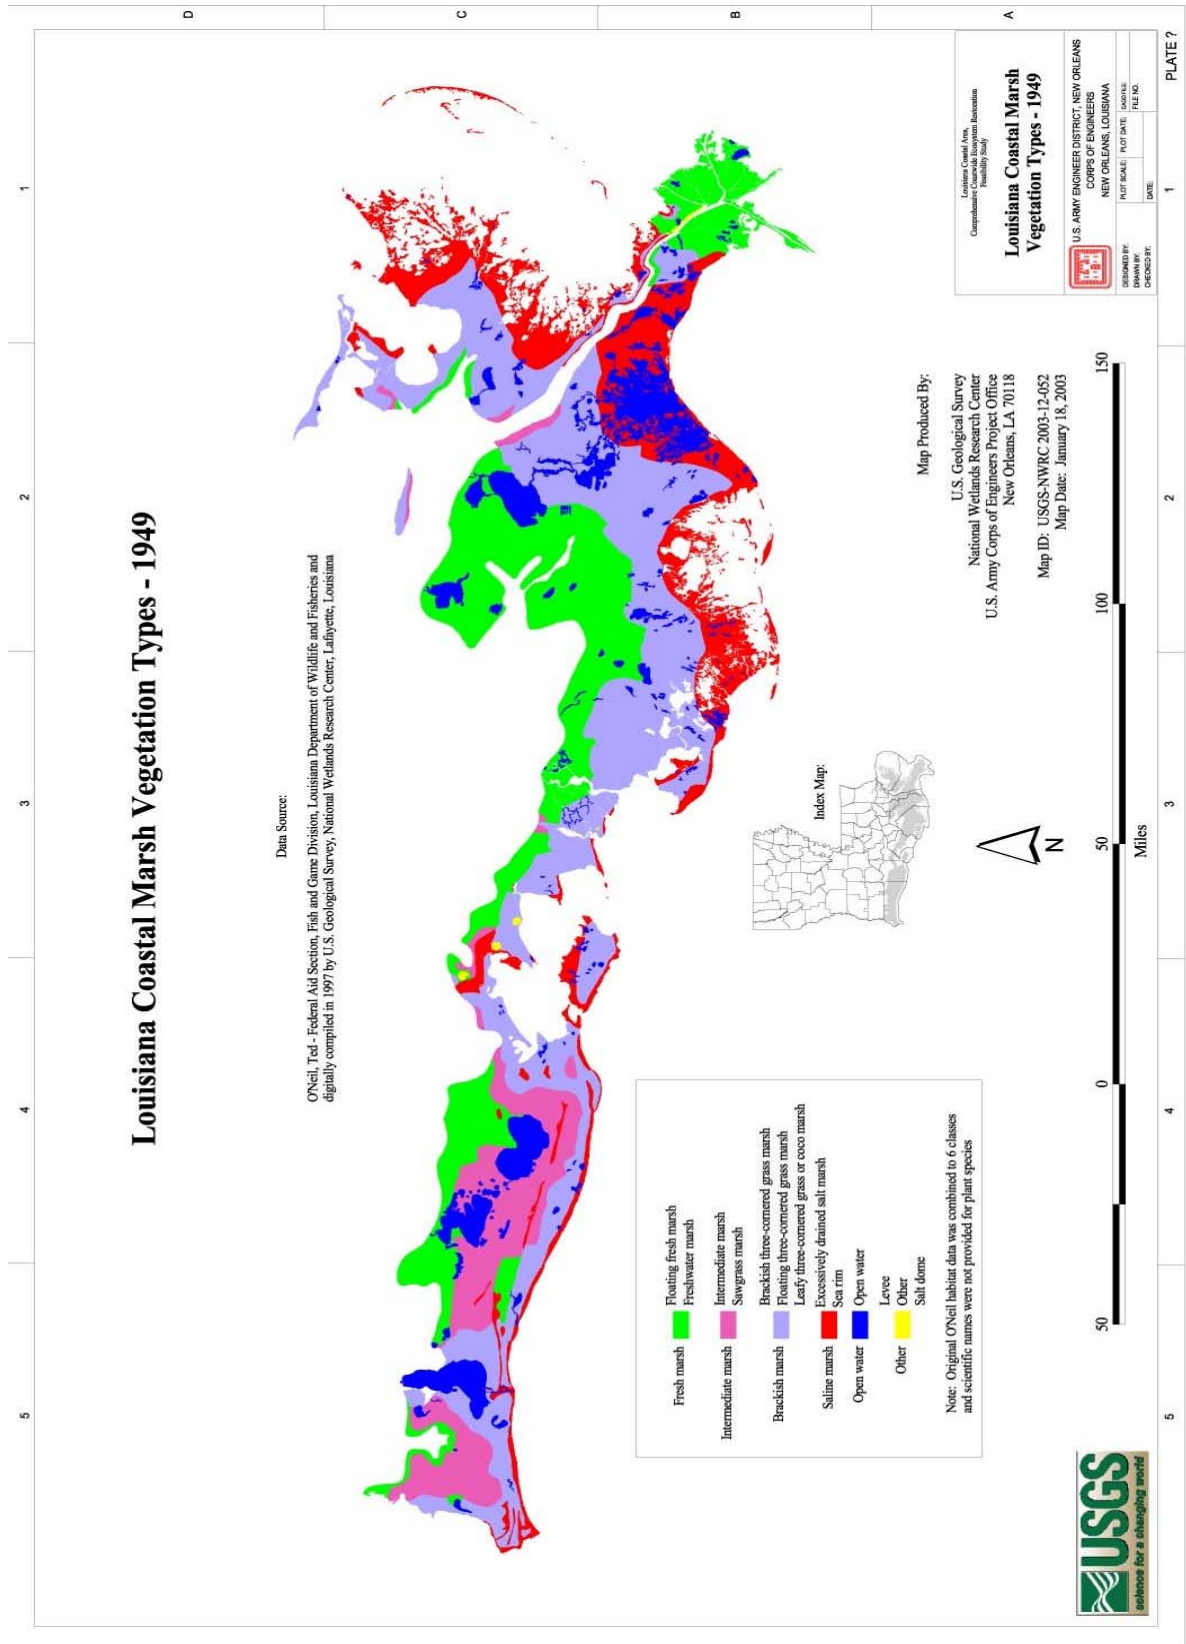 Louisiana Coastal Marsh Vegetation Types - 1949
Data Source:
O'Neil, Ted - Federal Aid Section, Fish and Game Division, Louisiana Department of Wildlife and Fisheries and
digitally compiled in 1997 by U.S. Geological Survey, National Wetlands Research Center, Lafayette, Louisiana
5
4
3
2
1
D
C
B
A
Fresh marsh
Floating fresh marsh
Freshwater marsh
Intermediate marsh
Intermediate marsh
Sawgrass marsh
Brackish marsh
Brackish three-cornered grass marsh
Floating three-cornered grass marsh
Leafy three-cornered grass or coco marsh
Saline marsh
Excessively drained salt marsh
Sea rim
Open water
Open water
Other
Levee
Other
Salt dome
Note: Original O'Neil habitat data was combined to 6 classes
and scientific names were not provided for plant species
Index Map:
N
50
0
50
100
150
Miles
Map Produced By:
U.S. Geological Survey
National Wetlands Research Center
U.S. Army Corps of Engineers Project Office
New Orleans, LA 70118
Map ID: USGS-NWRC 2003-12-052
Map Date: January 18, 2003
Louisiana Coastal Area,
Comprehensive Coastwide Ecosystem Restoration
Feasibility Study
Louisiana Coastal Marsh
Vegetation Types - 1949
U.S. ARMY ENGINEER DISTRICT, NEW ORLEANS
CORPS OF ENGINEERS
NEW ORLEANS, LOUISIANA
DESIGNED BY:
DRAWN BY:
CHECKED BY:
PLOT SCALE:
PLOT DATE:
CADD FILE:
FILE NO.
DATE:
USGS
science for a changing world
5
4
3
2
1
PLATE ?